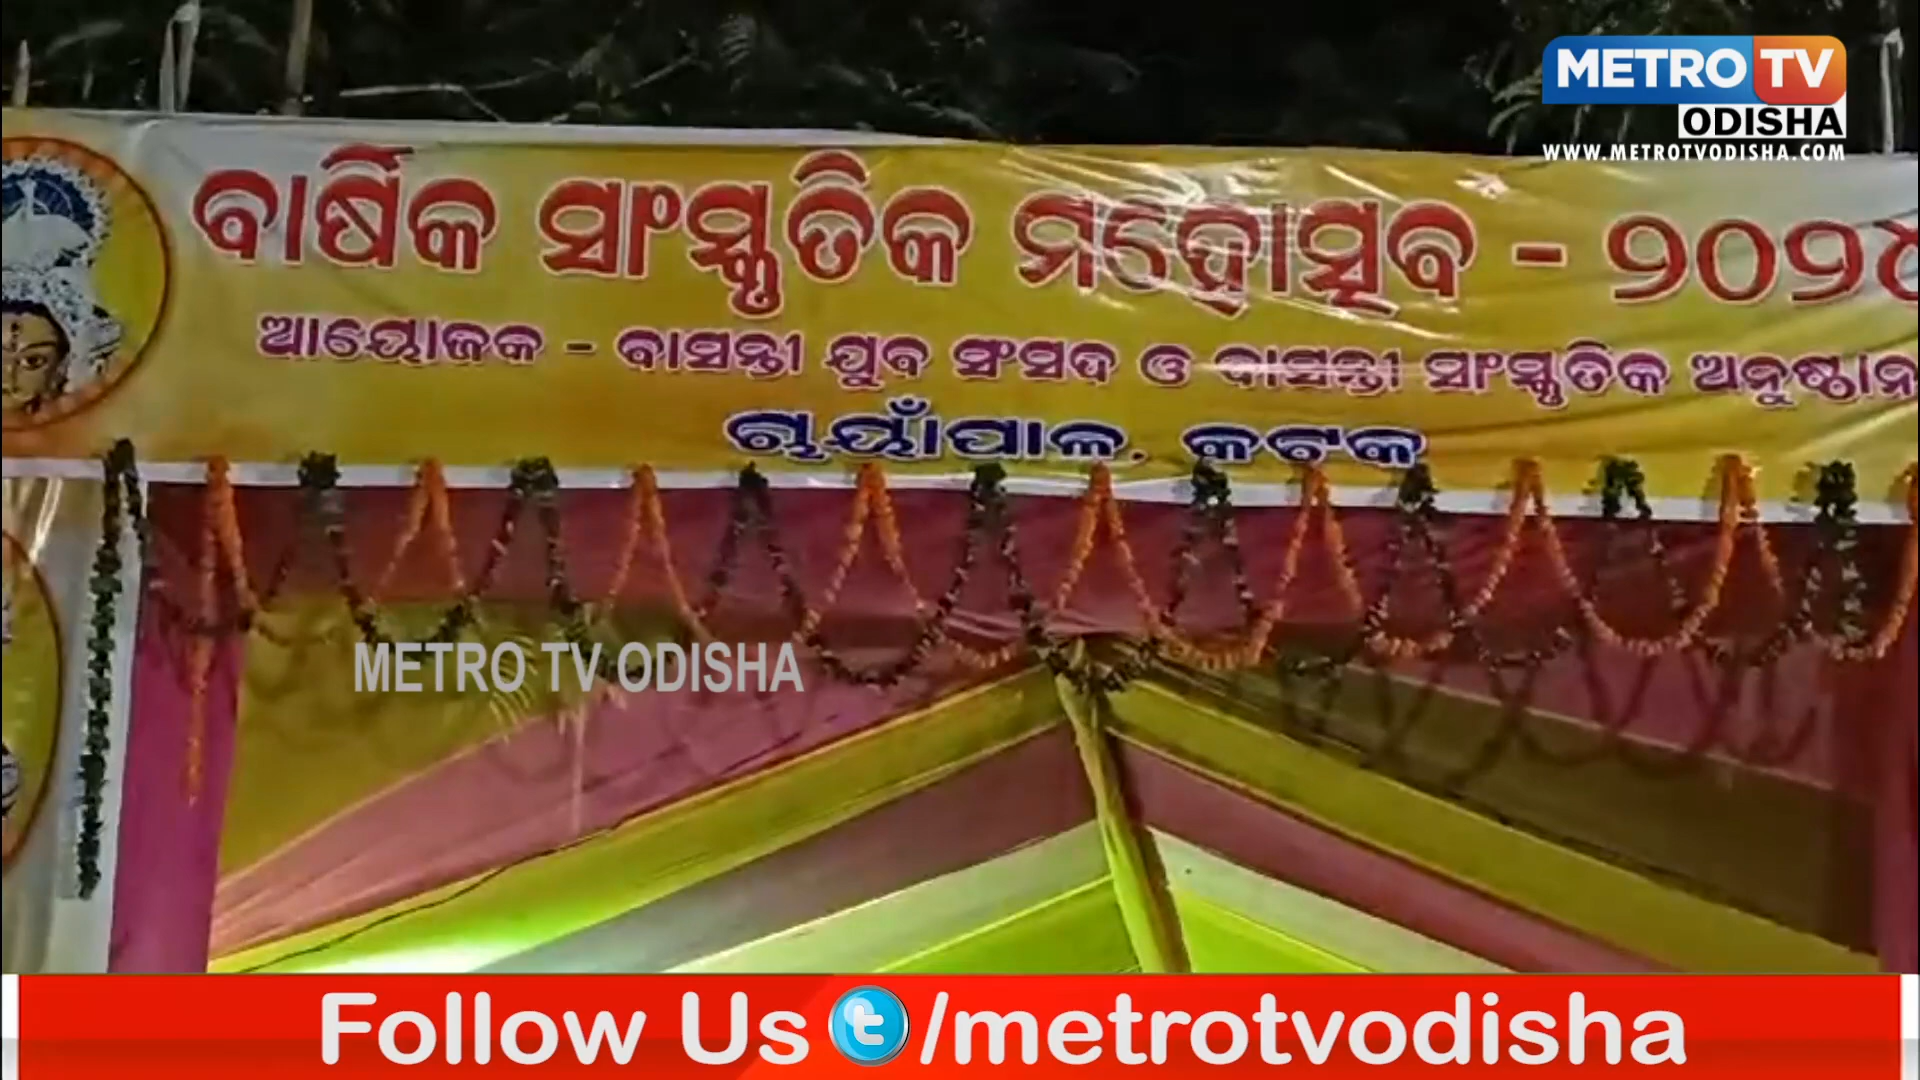 METRO TV
ODISHA
WWW.METROTVODISHA.COM
ବାର୍ଷିକ ସାଂସ୍କୃତିକ ମହୋତ୍ସବ - ୨୦୨୪
ଆୟୋଜକ - ବାସନ୍ତୀ ଯୁବ ସଂସଦ ଓ ବାସନ୍ତୀ ସାଂସ୍କୃତିକ ଅନୁଷ୍ଠାନ
କଟକ
METRO TV ODISHA
Follow Us /metrotvodisha